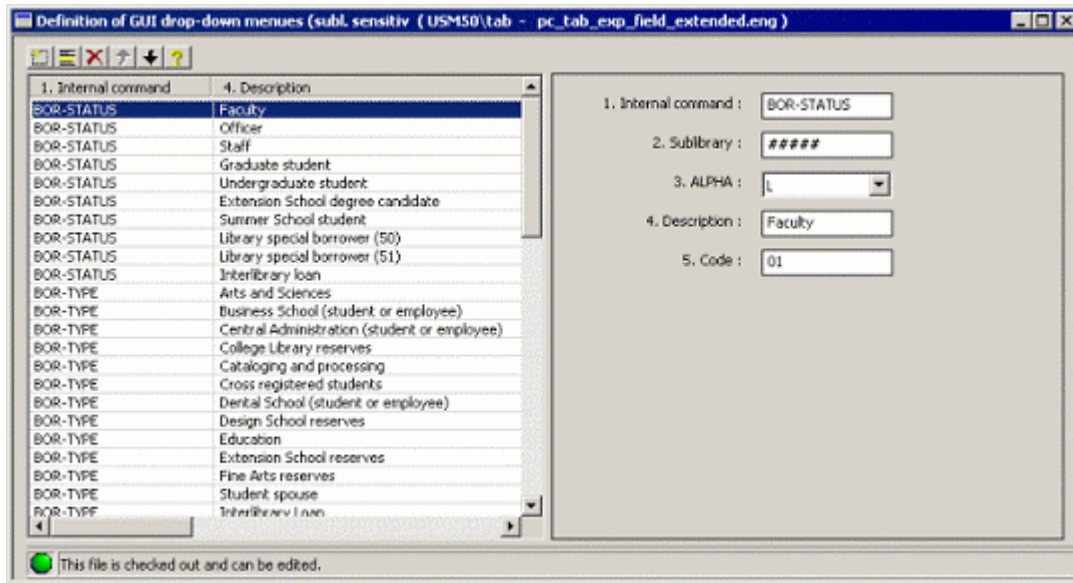 Definition of GUI drop-down menues (subl. sensitiv ( USM50\tab - pc_tab_exp_field_extended.eng )
1. Internal command 4. Description
BOR-STATUS Faculty
BOR-STATUS Officer
BOR-STATUS Staff
BOR-STATUS Graduate student
BOR-STATUS Undergraduate student
BOR-STATUS Extension School degree candidate
BOR-STATUS Summer School student
BOR-STATUS Library special borrower (50)
BOR-STATUS Library special borrower (51)
BOR-STATUS Interlibrary loan
BOR-TYPE Arts and Sciences
BOR-TYPE Business School (student or employee)
BOR-TYPE Central Administration (student or employee)
BOR-TYPE College Library reserves
BOR-TYPE Cataloging and processing
BOR-TYPE Cross registered students
BOR-TYPE Dental School (student or employee)
BOR-TYPE Design School reserves
BOR-TYPE Education
BOR-TYPE Extension School reserves
BOR-TYPE Fine Arts reserves
BOR-TYPE Student spouse
BOR-TYPE Interlibrary Loan
1. Internal command : BOR-STATUS
2. Sublibrary : #####
3. ALPHA : L
4. Description : Faculty
5. Code : 01
This file is checked out and can be edited.